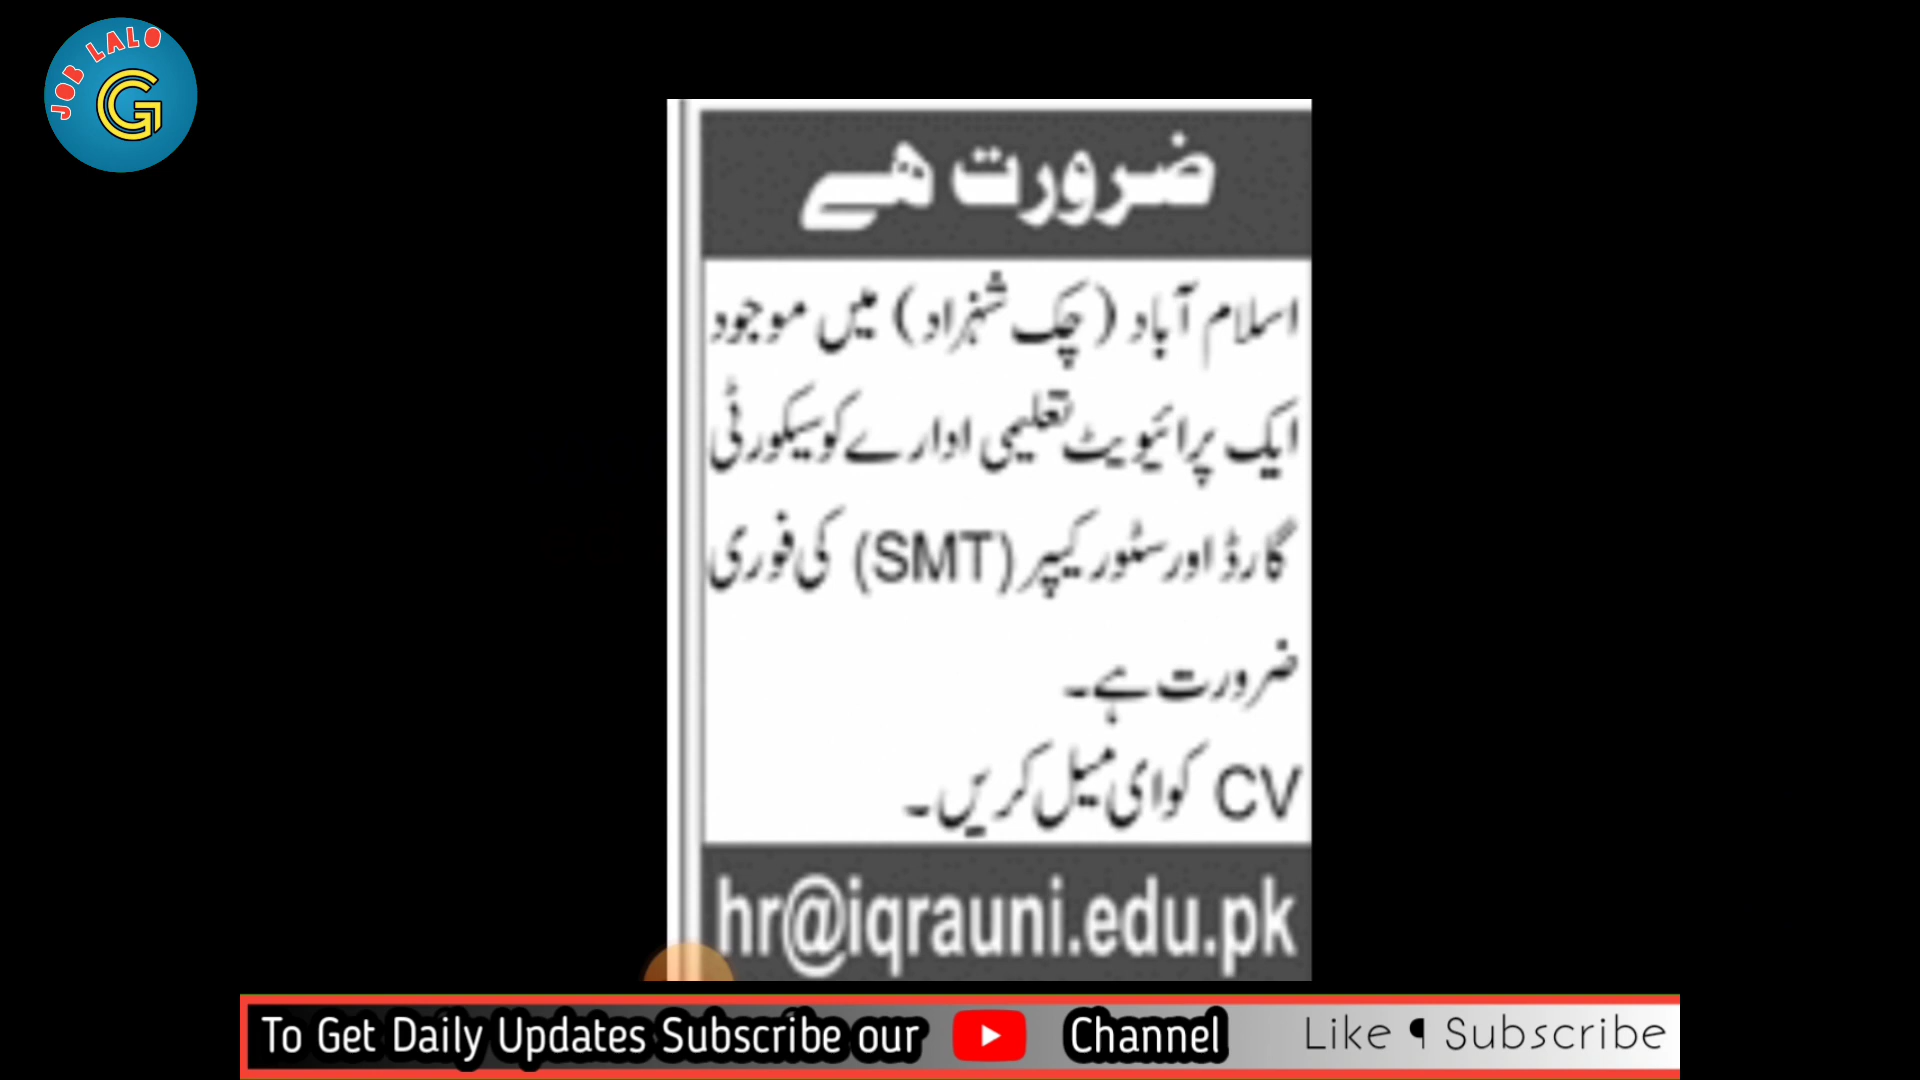 JOB LALO
G
ضرورت ھے
اسلام آباد (چک شہزاد) میں موجود
ایک پرائیویٹ تعلیمی ادارے کو سیکورٹی
گارڈ اور سٹور کیپر (SMT) کی فوری
ضرورت ہے۔
CV کو ای میل کریں۔
hr@iqrauni.edu.pk
To Get Daily Updates Subscribe our Channel Like ¶ Subscribe